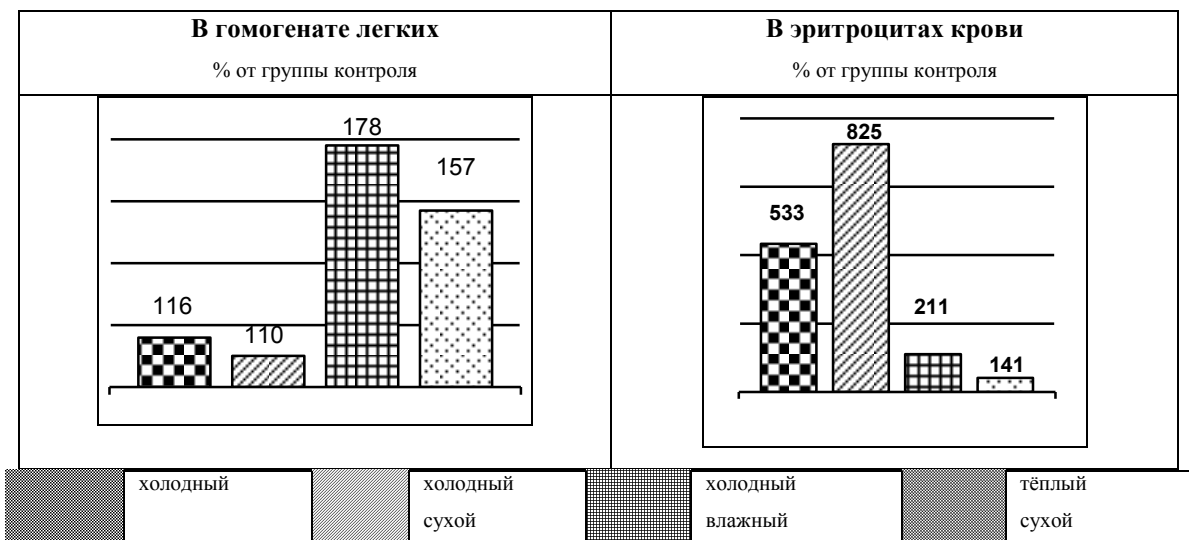 В гомогенате легких
% от группы контроля
В эритроцитах крови
% от группы контроля
178
157
116
110
825
533
211
141
холодный
холодный
сухой
холодный
влажный
тёплый
сухой